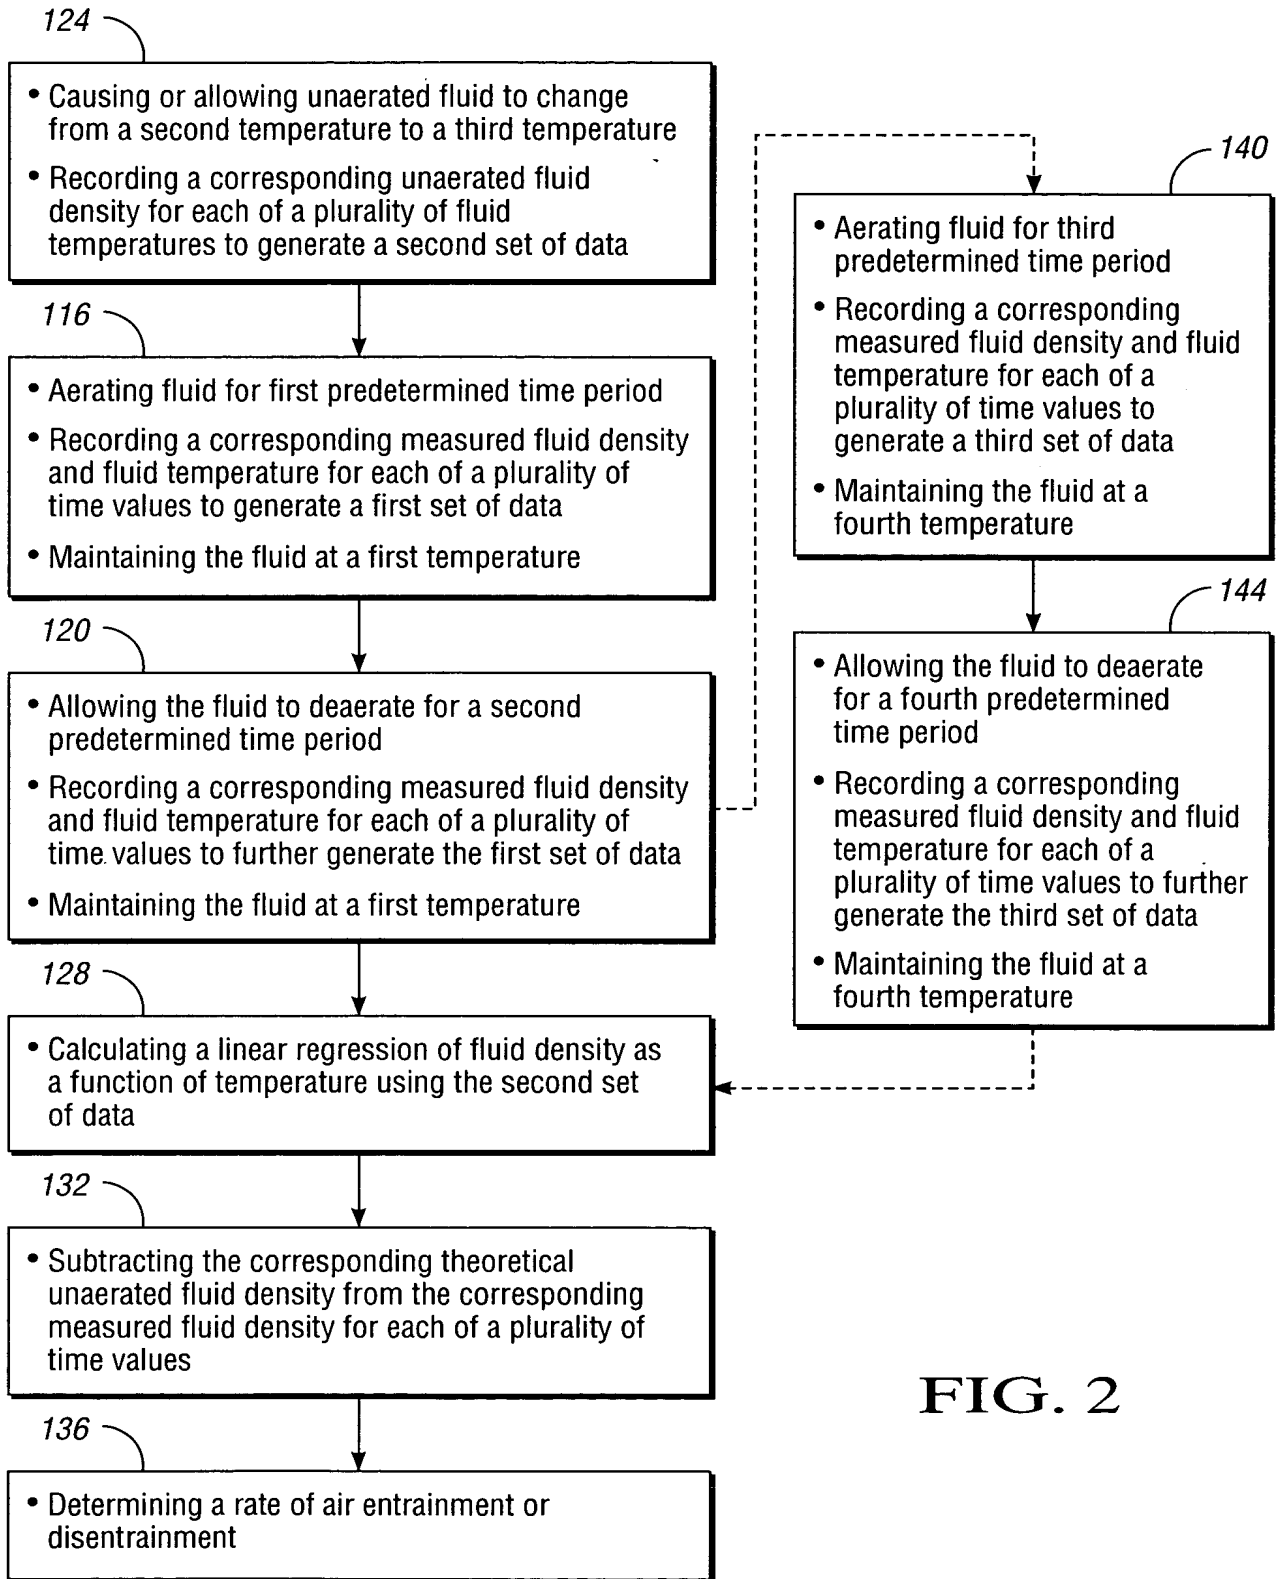 124
• Causing or allowing unaerated fluid to change
from a second temperature to a third temperature
• Recording a corresponding unaerated fluid
density for each of a plurality of fluid
temperatures to generate a second set of data
116
• Aerating fluid for first predetermined time period
• Recording a corresponding measured fluid density
and fluid temperature for each of a plurality of
time values to generate a first set of data
• Maintaining the fluid at a first temperature
120
• Allowing the fluid to deaerate for a second
predetermined time period
• Recording a corresponding measured fluid density
and fluid temperature for each of a plurality of
time values to further generate the first set of data
• Maintaining the fluid at a first temperature
140
• Aerating fluid for third
predetermined time period
• Recording a corresponding
measured fluid density and fluid
temperature for each of a
plurality of time values to
generate a third set of data
• Maintaining the fluid at a
fourth temperature
144
• Allowing the fluid to deaerate
for a fourth predetermined
time period
• Recording a corresponding
measured fluid density and fluid
temperature for each of a
plurality of time values to further
generate the third set of data
• Maintaining the fluid at a
fourth temperature
128
• Calculating a linear regression of fluid density as
a function of temperature using the second set
of data
132
• Subtracting the corresponding theoretical
unaerated fluid density from the corresponding
measured fluid density for each of a plurality of
time values
136
• Determining a rate of air entrainment or
disentrainment
FIG. 2